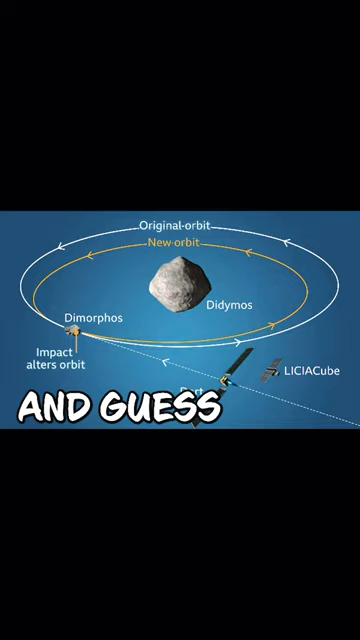 Original orbit
New orbit
Didymos
Dimorphos
Impact
alters orbit
LICIACube
AND GUESS